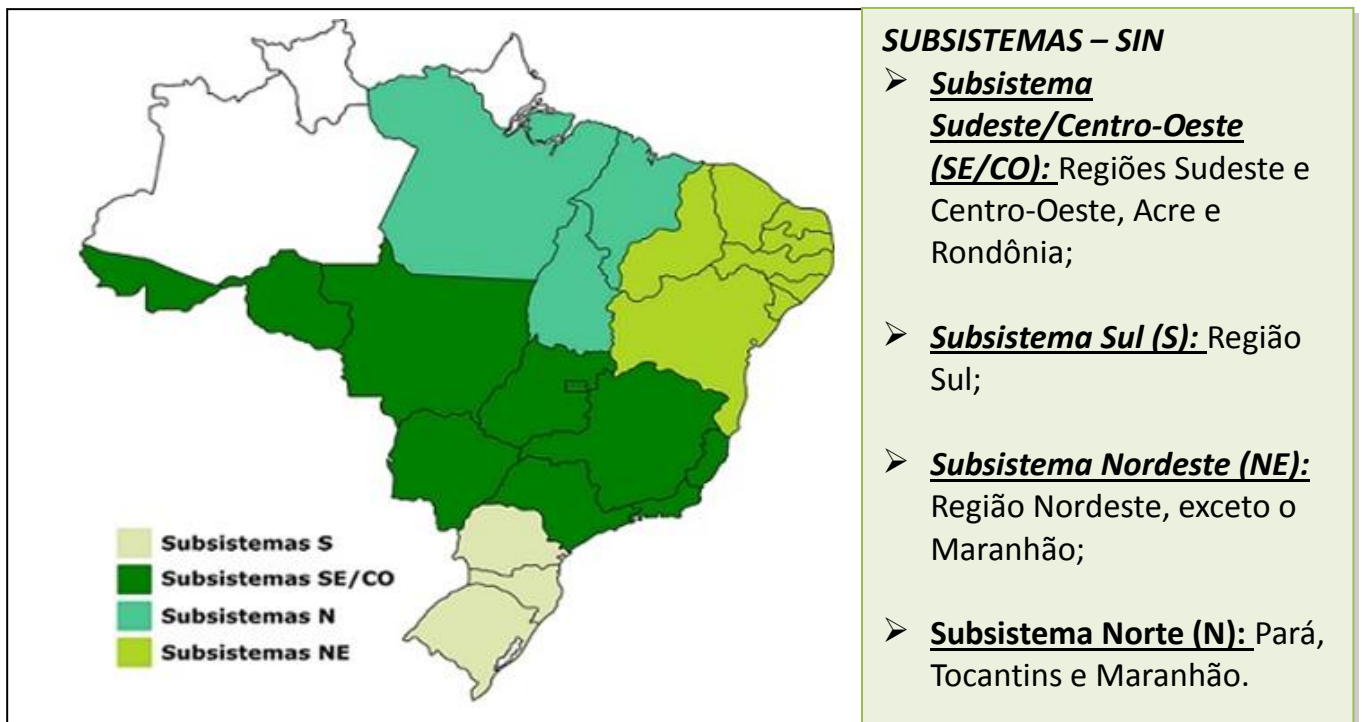 Subsistemas S
Subsistemas SE/CO
Subsistemas N
Subsistemas NE
SUBSISTEMAS – SIN
➢ Subsistema
Sudeste/Centro-Oeste
(SE/CO): Regiões Sudeste e
Centro-Oeste, Acre e
Rondônia;
➢ Subsistema Sul (S): Região
Sul;
➢ Subsistema Nordeste (NE):
Região Nordeste, exceto o
Maranhão;
➢ Subsistema Norte (N): Pará,
Tocantins e Maranhão.